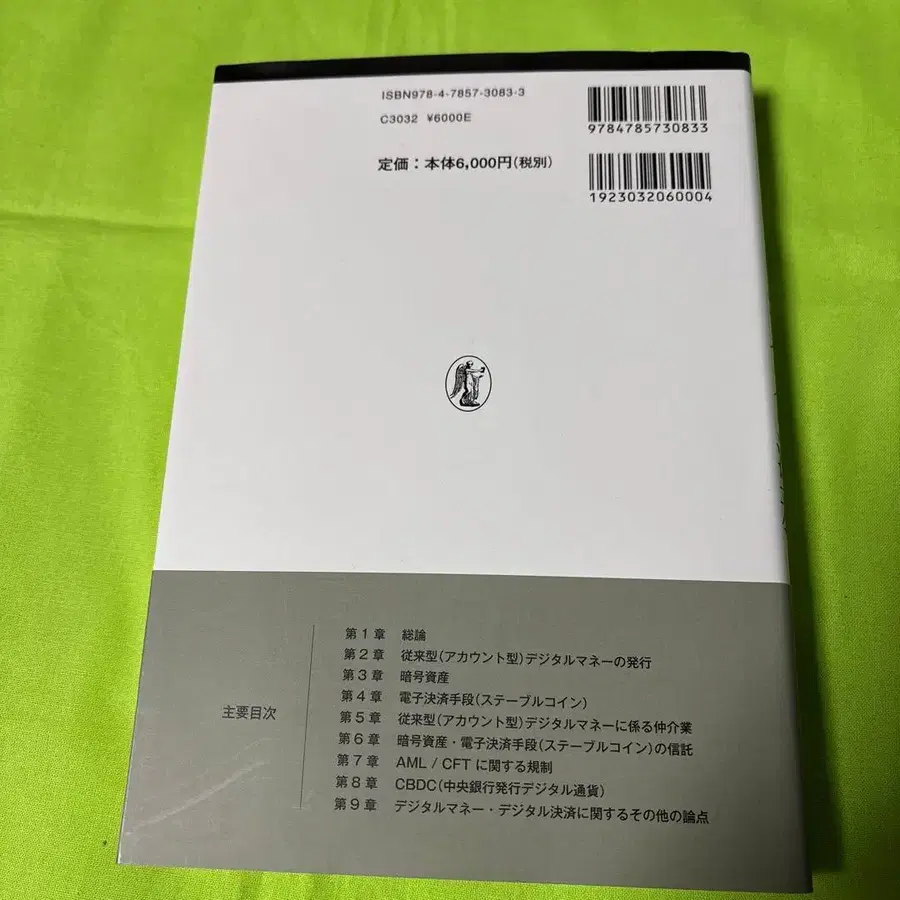 ISBN978-4-7857-3083-3
C3032 ¥6000E
定価：本体6,000円（税別）
9784785730833
1923032060004
主要目次
第1章 総論
第2章 従来型（アカウント型）デジタルマネーの発行
第3章 暗号資産
第4章 電子決済手段（ステーブルコイン）
第5章 従来型（アカウント型）デジタルマネーに係る仲介業
第6章 暗号資産・電子決済手段（ステーブルコイン）の信託
第7章 AML / CFT に関する規制
第8章 CBDC（中央銀行発行デジタル通貨）
第9章 デジタルマネー・デジタル決済に関するその他の論点